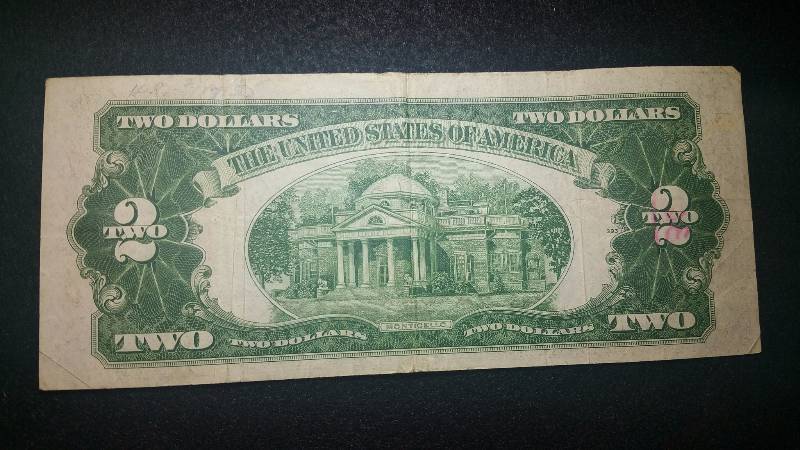 TWO DOLLARS
TWO DOLLARS
THE UNITED STATES OF AMERICA
2
TWO
2
TWO
MONTICELLO
TWO
TWO DOLLARS
TWO DOLLARS
TWO